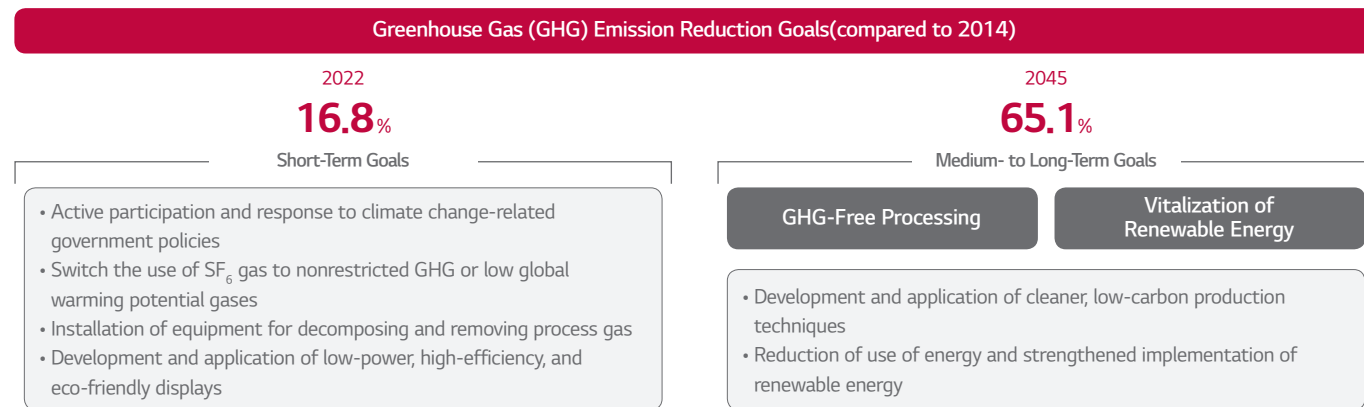 Greenhouse Gas (GHG) Emission Reduction Goals(compared to 2014)
2022
16.8%
Short-Term Goals
• Active participation and response to climate change-related
government policies
• Switch the use of SF₆ gas to nonrestricted GHG or low global
warming potential gases
• Installation of equipment for decomposing and removing process gas
• Development and application of low-power, high-efficiency, and
eco-friendly displays
2045
65.1%
Medium- to Long-Term Goals
GHG-Free Processing
Vitalization of
Renewable Energy
• Development and application of cleaner, low-carbon production
techniques
• Reduction of use of energy and strengthened implementation of
renewable energy